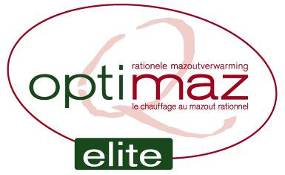 rationele mazoutverwarming
optimaz
le chauffage au mazout rationnel
elite